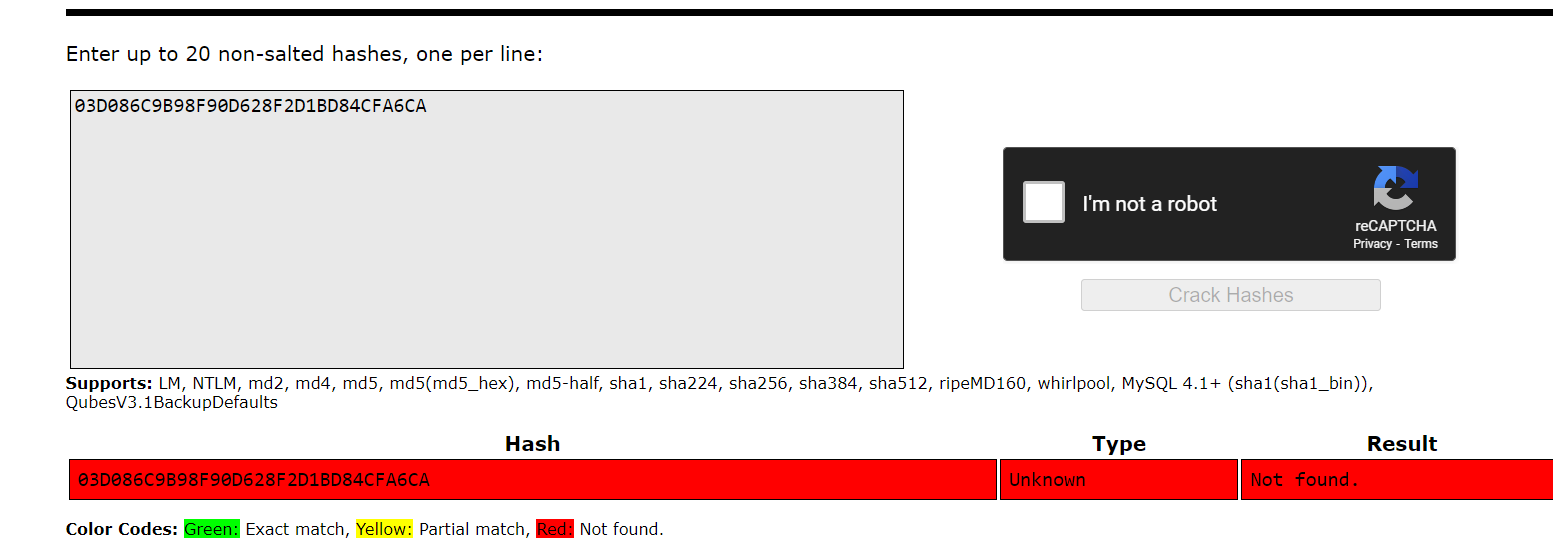 Enter up to 20 non-salted hashes, one per line:
03D086C9B98F90D628F2D1BD84CFA6CA
I'm not a robot
reCAPTCHA
Privacy - Terms
Crack Hashes
Supports: LM, NTLM, md2, md4, md5, md5(md5_hex), md5-half, sha1, sha224, sha256, sha384, sha512, ripeMD160, whirlpool, MySQL 4.1+ (sha1(sha1_bin)),
QubesV3.1BackupDefaults
Hash Type Result
03D086C9B98F90D628F2D1BD84CFA6CA Unknown Not found.
Color Codes: Green: Exact match, Yellow: Partial match, Red: Not found.